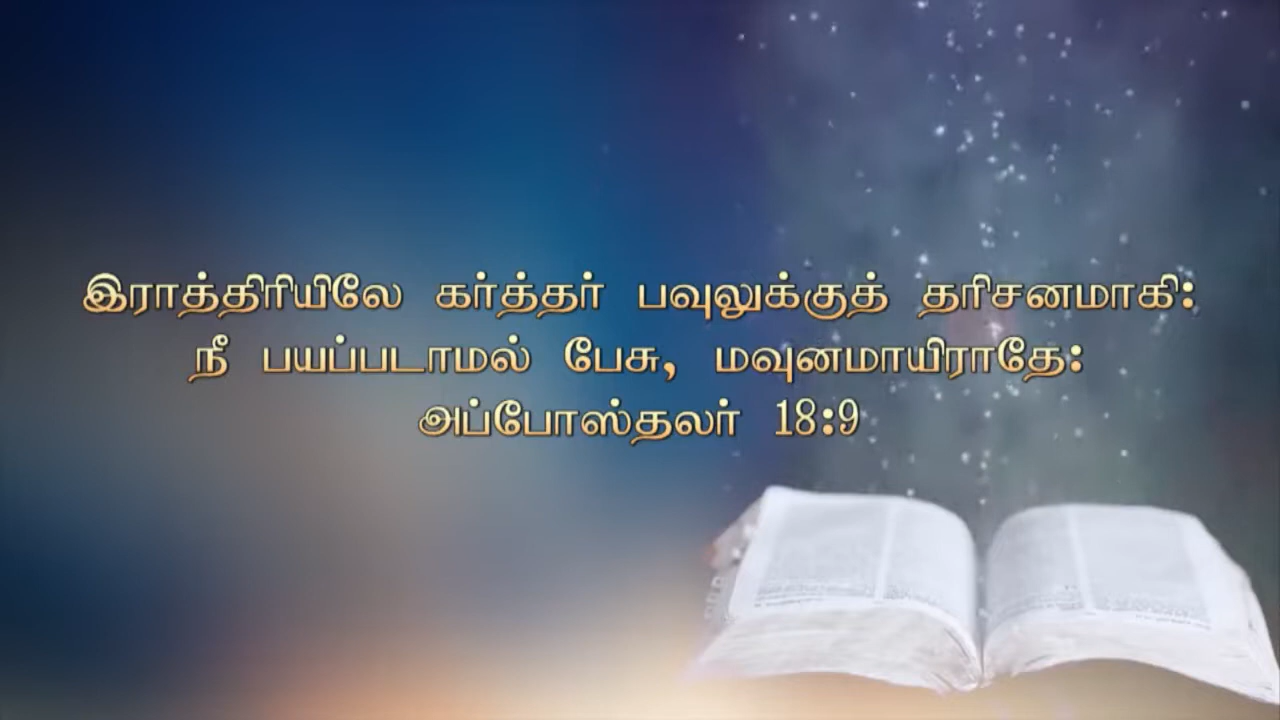 இராத்திரியிலே கர்த்தர் பவுலுக்குத் தரிசனமாகி:
நீ பயப்படாமல் பேசு, மவுனமாயிராதே:
அப்போஸ்தலர் 18:9